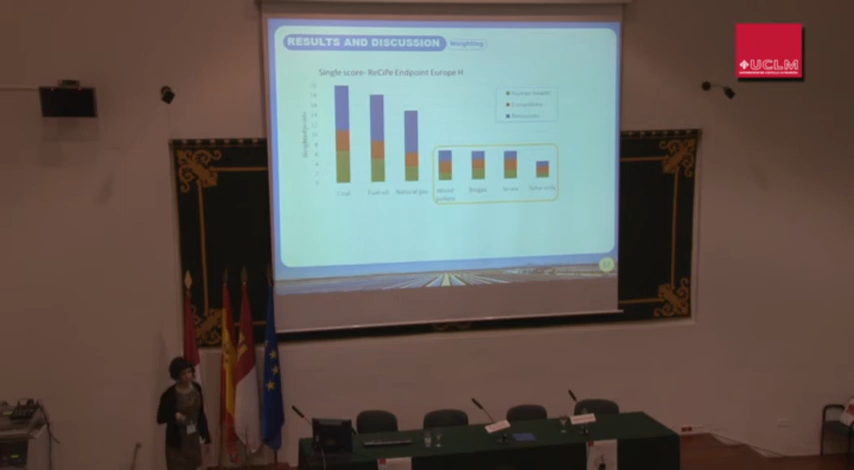 RESULTS AND DISCUSSION
Weighting
UCLM
Single score- ReCiPe Endpoint Europe H
Human Health
Ecosystems
Resources
Coal
Fuel-oil
Natural gas
Wood
pellets
Biogas
Straw
Solar only